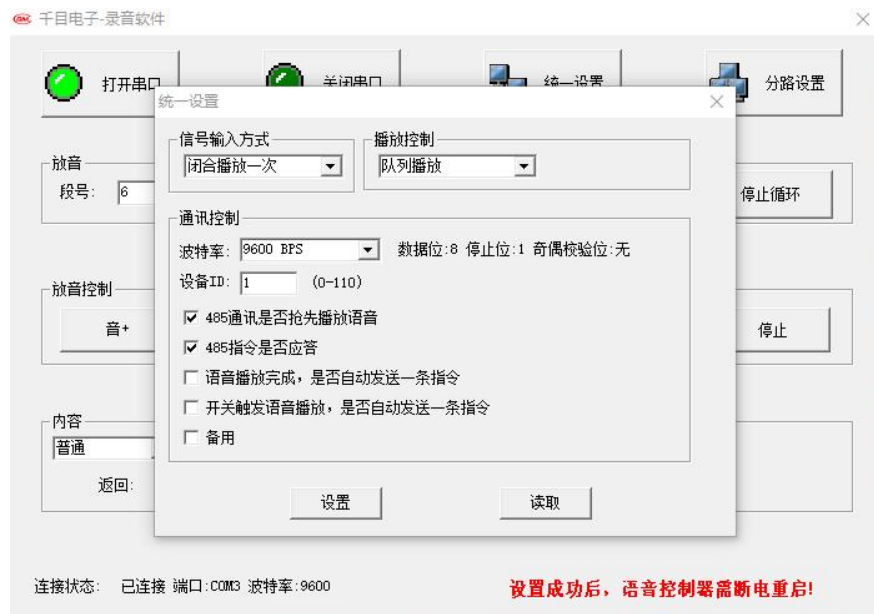 千目电子-录音软件
打开串口
关闭串口
统一设置
分路设置
统一设置
信号输入方式
闭合播放一次
播放控制
队列播放
放音
段号: 6
停止循环
通讯控制
波特率: 9600 BPS 数据位:8 停止位:1 奇偶校验位:无
设备ID: 1 (0-110)
放音控制
音+
停止
485通讯是否抢先播放语音
485指令是否应答
语音播放完成，是否自动发送一条指令
开关触发语音播放，是否自动发送一条指令
备用
内容
普通
返回:
设置
读取
连接状态: 已连接 端口:COM3 波特率:9600
设置成功后，语音控制器需断电重启!